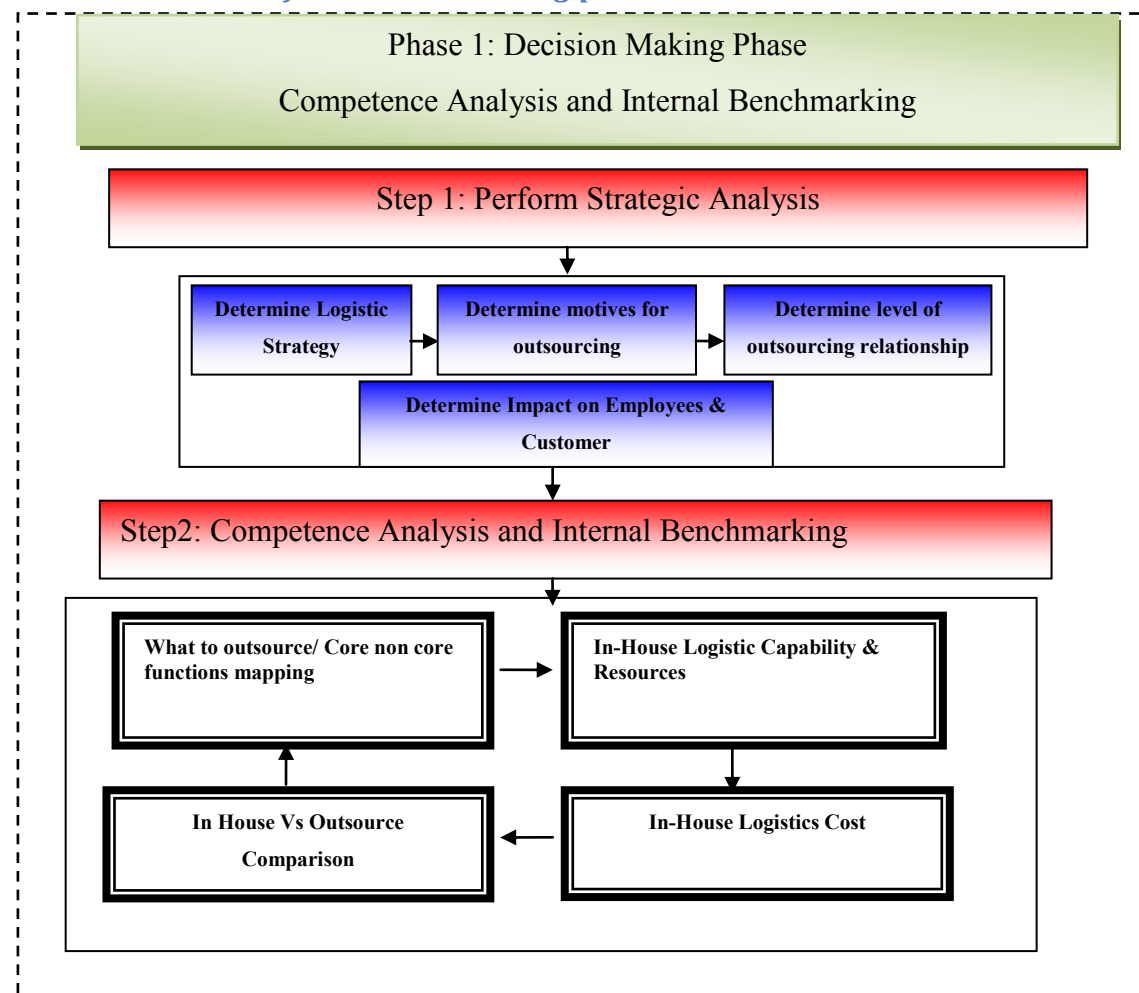 Phase 1: Decision Making Phase
Competence Analysis and Internal Benchmarking
Step 1: Perform Strategic Analysis
Determine Logistic
Strategy
Determine motives for
outsourcing
Determine level of
outsourcing relationship
Determine Impact on Employees &
Customer
Step2: Competence Analysis and Internal Benchmarking
What to outsource/ Core non core
functions mapping
In-House Logistic Capability &
Resources
In House Vs Outsource
Comparison
In-House Logistics Cost